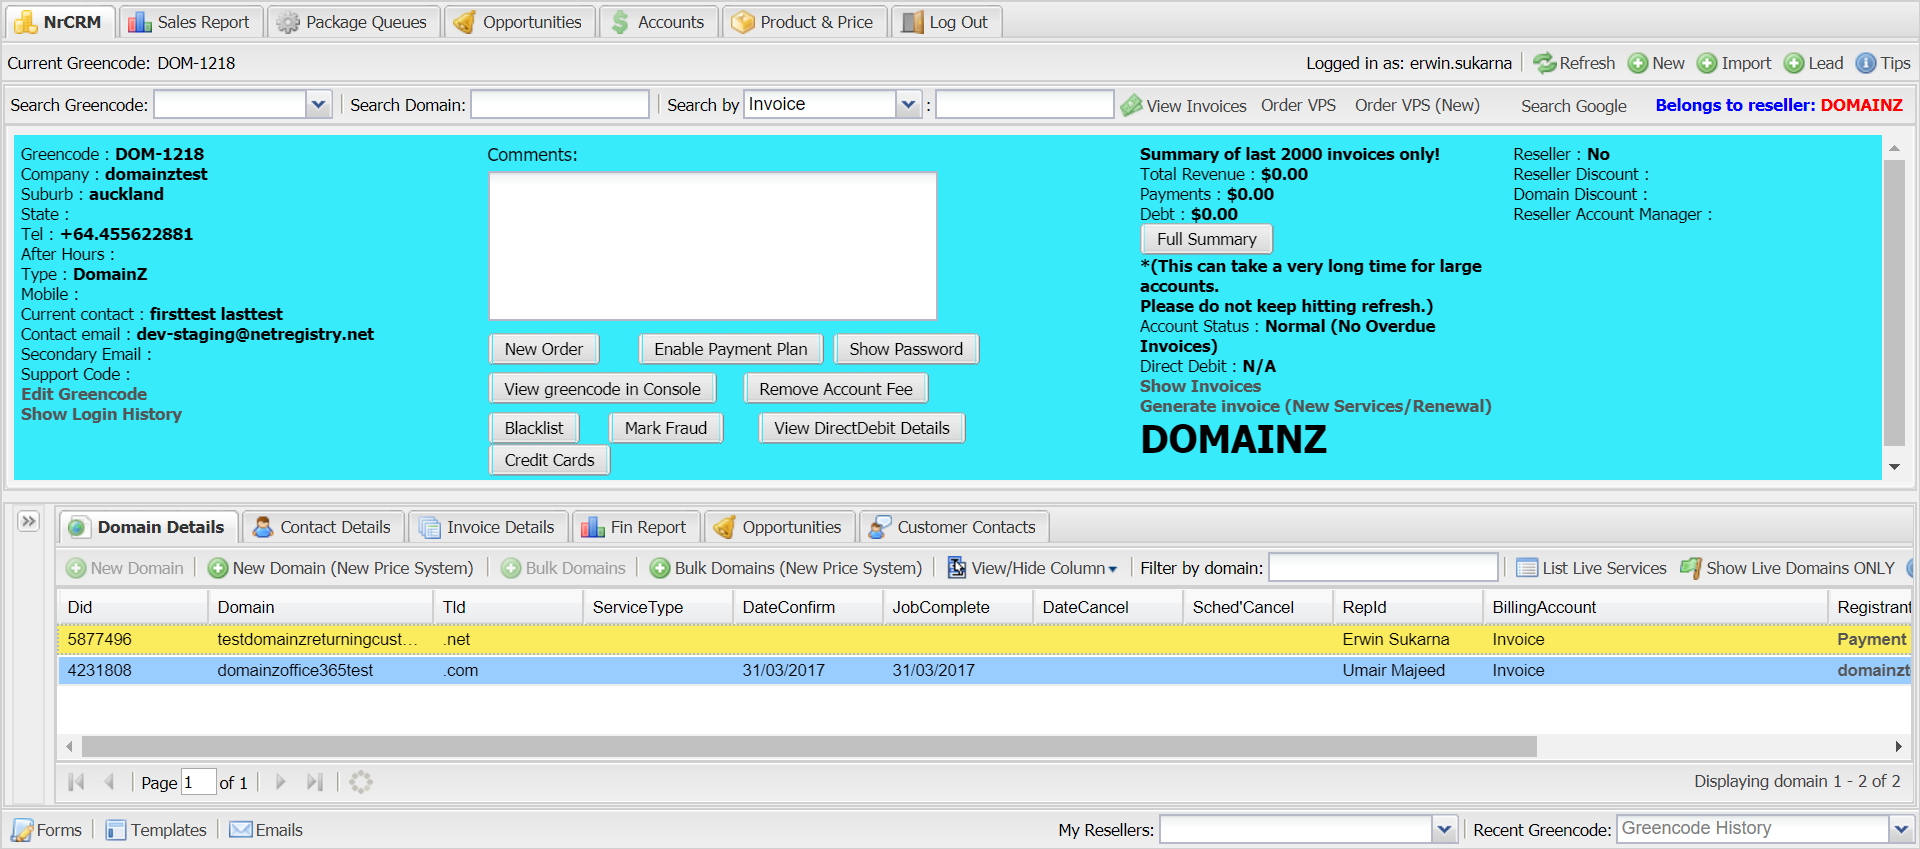 NrCRM Sales Report Package Queues Opportunities Accounts Product & Price Log Out
Current Greencode: DOM-1218 Logged in as: erwin.sukarna Refresh New Import Lead Tips
Search Greencode: Search Domain: Search by Invoice : View Invoices Order VPS Order VPS (New) Search Google Belongs to reseller: DOMAINZ
Greencode : DOM-1218
Company : domainztest
Suburb : auckland
State :
Tel : +64.455622881
After Hours :
Type : DomainZ
Mobile :
Current contact : firsttest lasttest
Contact email : dev-staging@netregistry.net
Secondary Email :
Support Code :
Edit Greencode
Show Login History
Comments:
New Order Enable Payment Plan Show Password
View greencode in Console Remove Account Fee
Blacklist Mark Fraud View DirectDebit Details
Credit Cards
Summary of last 2000 invoices only!
Total Revenue : $0.00
Payments : $0.00
Debt : $0.00
Full Summary
*(This can take a very long time for large
accounts.
Please do not keep hitting refresh.)
Account Status : Normal (No Overdue
Invoices)
Direct Debit : N/A
Show Invoices
Generate invoice (New Services/Renewal)
DOMAINZ
Reseller : No
Reseller Discount :
Domain Discount :
Reseller Account Manager :
Domain Details Contact Details Invoice Details Fin Report Opportunities Customer Contacts
New Domain New Domain (New Price System) Bulk Domains Bulk Domains (New Price System) View/Hide Column Filter by domain: List Live Services Show Live Domains ONLY
Did Domain Tld ServiceType DateConfirm JobComplete DateCancel Sched'Cancel RepId BillingAccount Registrant
5877496 testdomainzreturningcust... .net Erwin Sukarna Invoice Payment
4231808 domainzoffice365test .com 31/03/2017 31/03/2017 Umair Majeed Invoice domainzt
Page 1 of 1 Displaying domain 1 - 2 of 2
Forms Templates Emails My Resellers: Recent Greencode: Greencode History